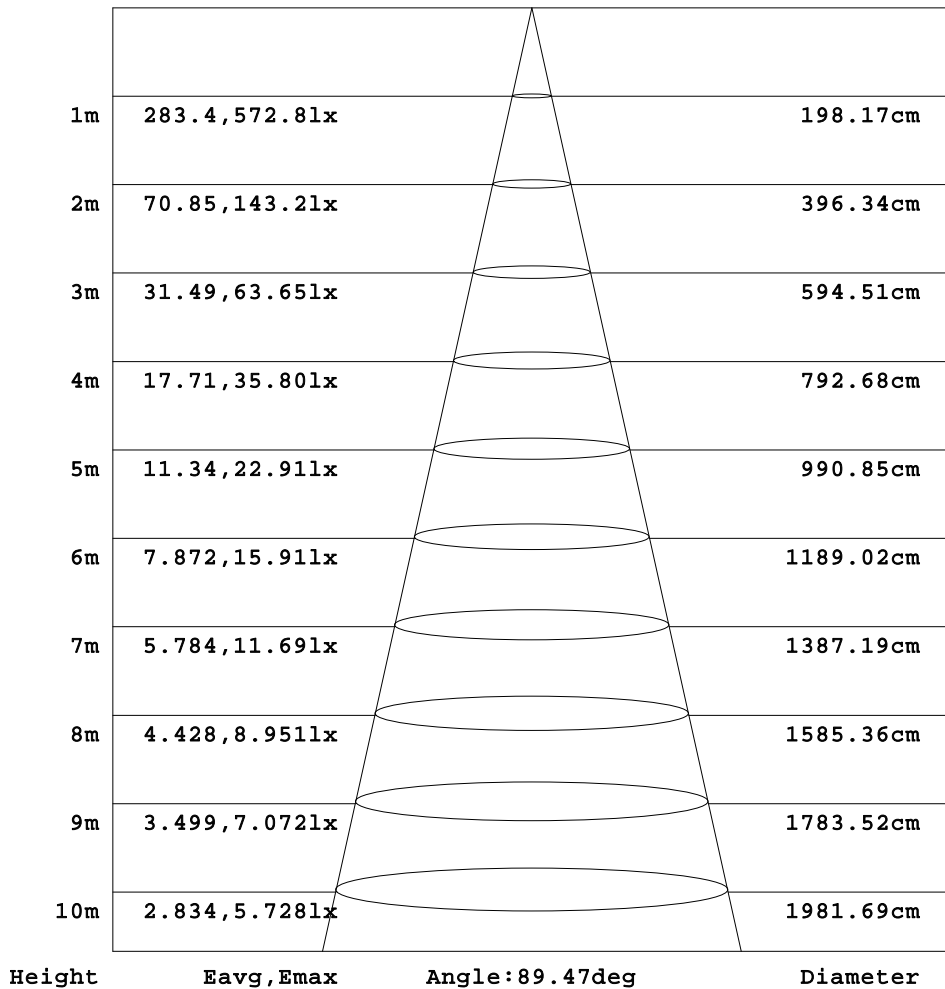 1m 283.4,572.8lx 198.17cm
2m 70.85,143.2lx 396.34cm
3m 31.49,63.65lx 594.51cm
4m 17.71,35.80lx 792.68cm
5m 11.34,22.91lx 990.85cm
6m 7.872,15.91lx 1189.02cm
7m 5.784,11.69lx 1387.19cm
8m 4.428,8.951lx 1585.36cm
9m 3.499,7.072lx 1783.52cm
10m 2.834,5.728lx 1981.69cm
Height Eavg,Emax Angle:89.47deg Diameter